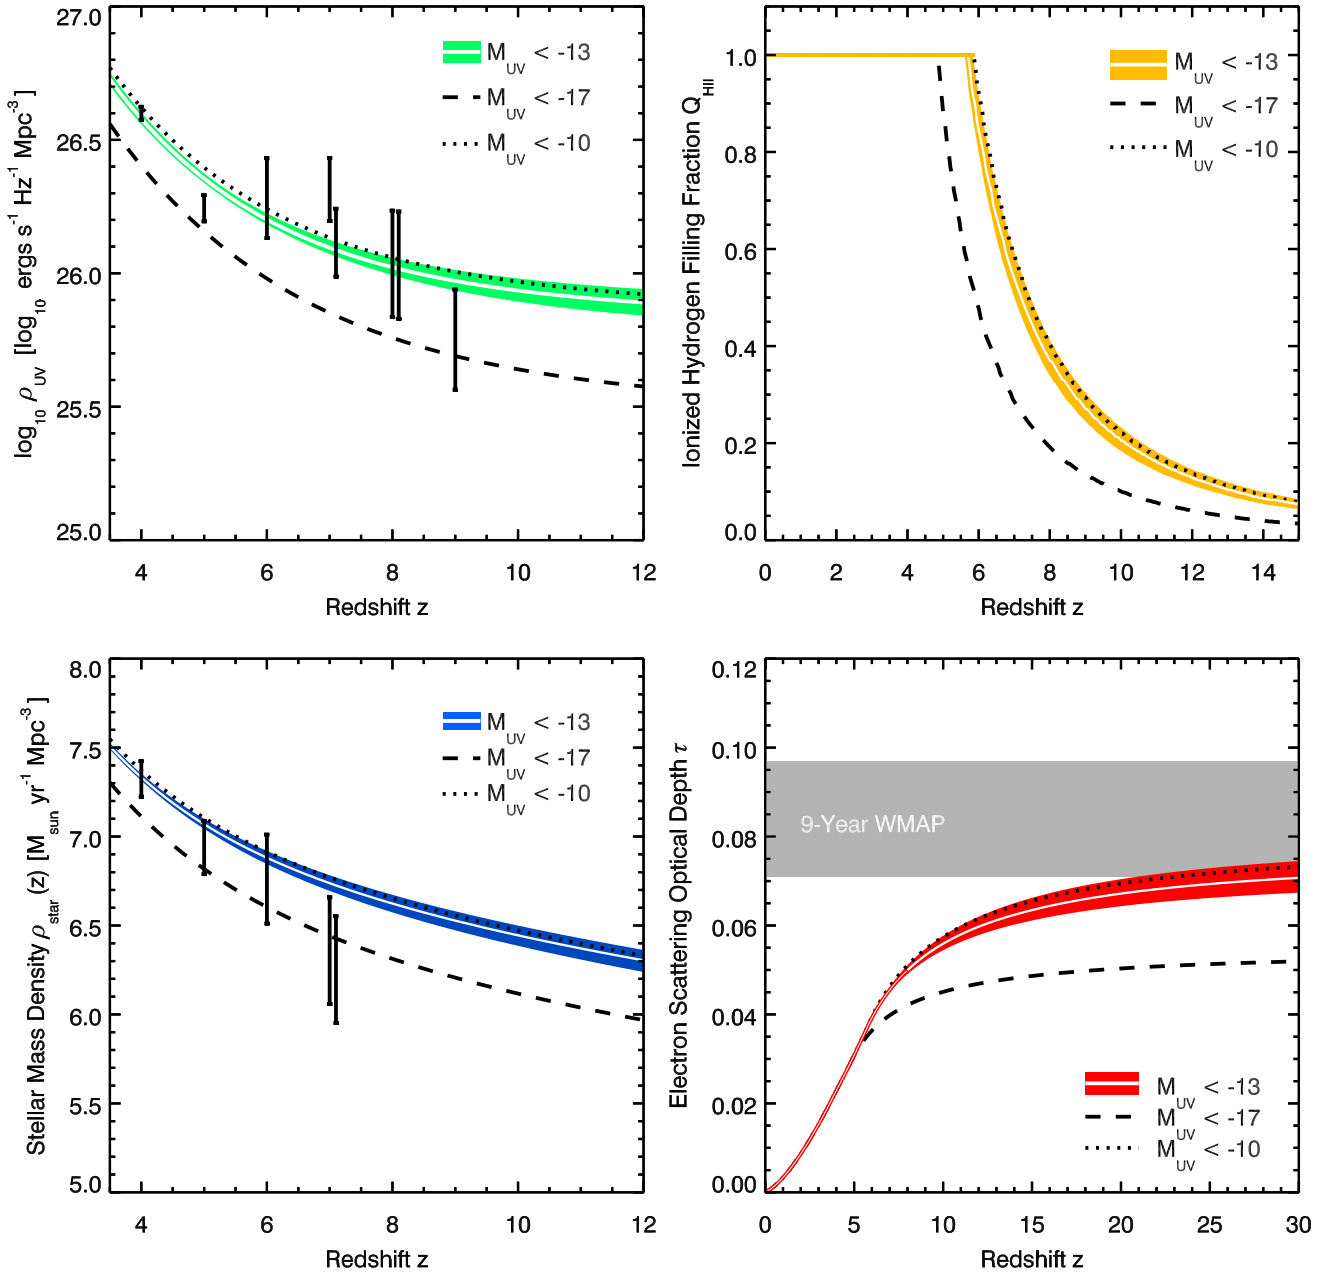 27.0
26.5
26.0
25.5
25.0
log10 ρUV [log10 ergs s-1 Hz-1 Mpc-3]
MUV < -13
MUV < -17
MUV < -10
4 6 8 10 12
Redshift z
1.0
0.8
0.6
0.4
0.2
0.0
Ionized Hydrogen Filling Fraction QHII
MUV < -13
MUV < -17
MUV < -10
0 2 4 6 8 10 12 14
Redshift z
8.0
7.5
7.0
6.5
6.0
5.5
5.0
Stellar Mass Density ρstar (z) [Msun yr-1 Mpc-3]
MUV < -13
MUV < -17
MUV < -10
4 6 8 10 12
Redshift z
0.12
0.10
0.08
0.06
0.04
0.02
0.00
Electron Scattering Optical Depth τ
9-Year WMAP
MUV < -13
MUV < -17
MUV < -10
0 5 10 15 20 25 30
Redshift z